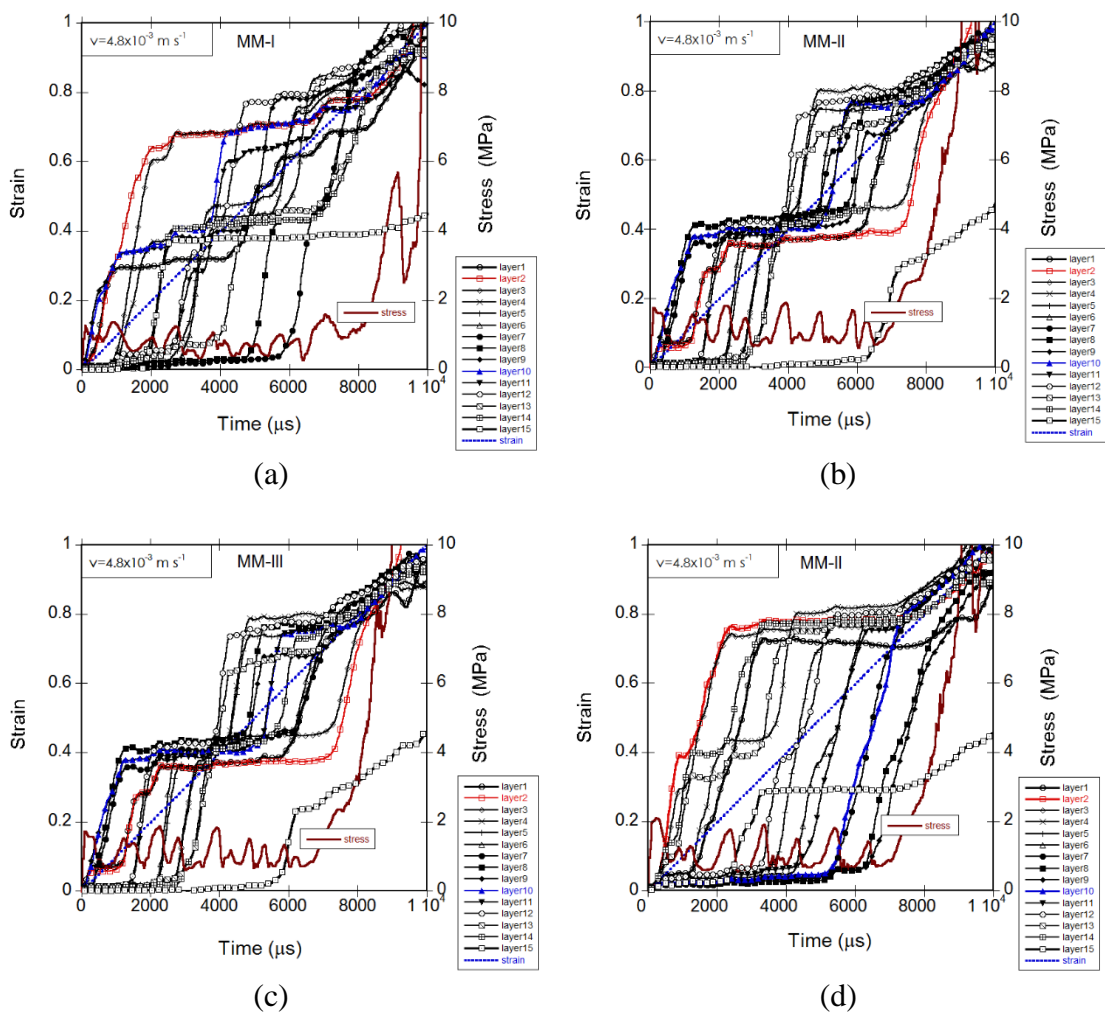 v=4.8x10⁻³ m s⁻¹
MM-I
1
0.8
0.6
0.4
0.2
0
Strain
10
8
6
4
2
0
Stress (MPa)
0 2000 4000 6000 8000 1 10⁴
Time (μs)
stress
layer1
layer2
layer3
layer4
layer5
layer6
layer7
layer8
layer9
layer10
layer11
layer12
layer13
layer14
layer15
strain
(a)
v=4.8x10⁻³ m s⁻¹
MM-II
1
0.8
0.6
0.4
0.2
0
Strain
10
8
6
4
2
0
Stress (MPa)
0 2000 4000 6000 8000 1 10⁴
Time (μs)
stress
layer1
layer2
layer3
layer4
layer5
layer6
layer7
layer8
layer9
layer10
layer11
layer12
layer13
layer14
layer15
strain
(b)
v=4.8x10⁻³ m s⁻¹
MM-III
1
0.8
0.6
0.4
0.2
0
Strain
10
8
6
4
2
0
Stress (MPa)
0 2000 4000 6000 8000 1 10⁴
Time (μs)
stress
layer1
layer2
layer3
layer4
layer5
layer6
layer7
layer8
layer9
layer10
layer11
layer12
layer13
layer14
layer15
strain
(c)
v=4.8x10⁻³ m s⁻¹
MM-II
1
0.8
0.6
0.4
0.2
0
Strain
10
8
6
4
2
0
Stress (MPa)
0 2000 4000 6000 8000 1 10⁴
Time (μs)
stress
layer1
layer2
layer3
layer4
layer5
layer6
layer7
layer8
layer9
layer10
layer11
layer12
layer13
layer14
layer15
strain
(d)